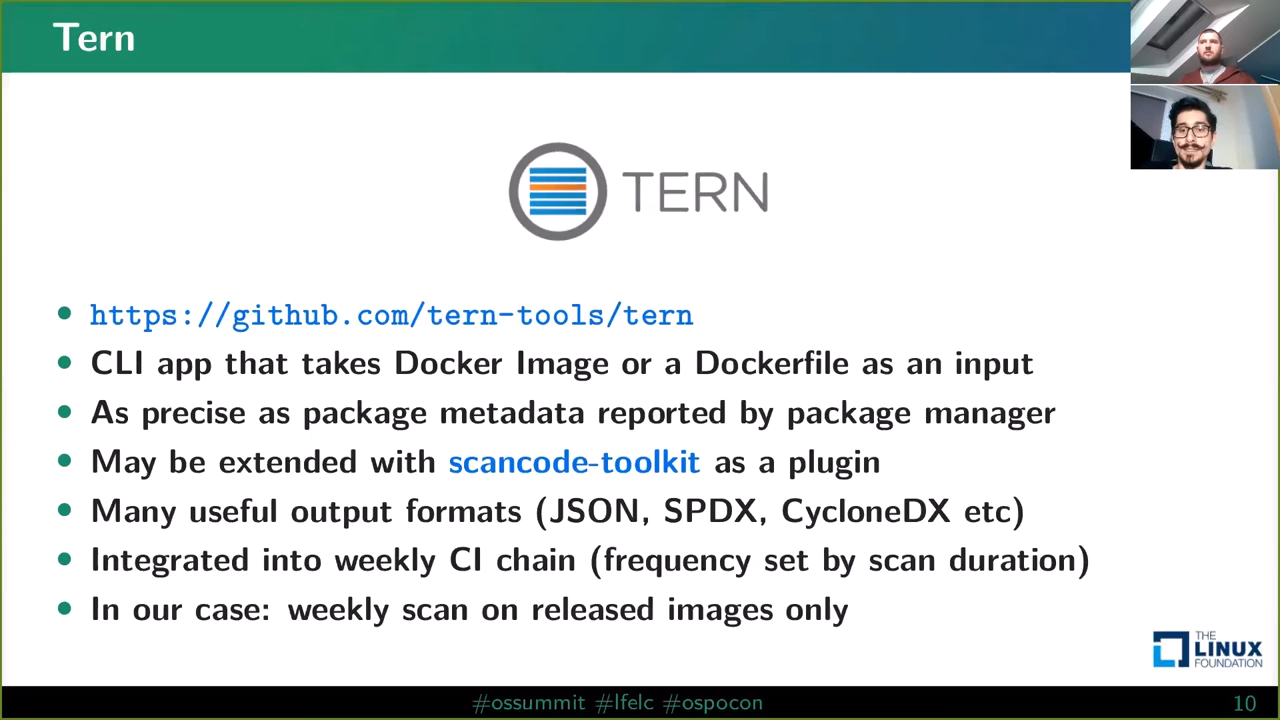 Tern
TERN
https://github.com/tern-tools/tern
CLI app that takes Docker Image or a Dockerfile as an input
As precise as package metadata reported by package manager
May be extended with scancode-toolkit as a plugin
Many useful output formats (JSON, SPDX, CycloneDX etc)
Integrated into weekly CI chain (frequency set by scan duration)
In our case: weekly scan on released images only
THE
LINUX
FOUNDATION
#ossummit #lfelc #ospocon
10